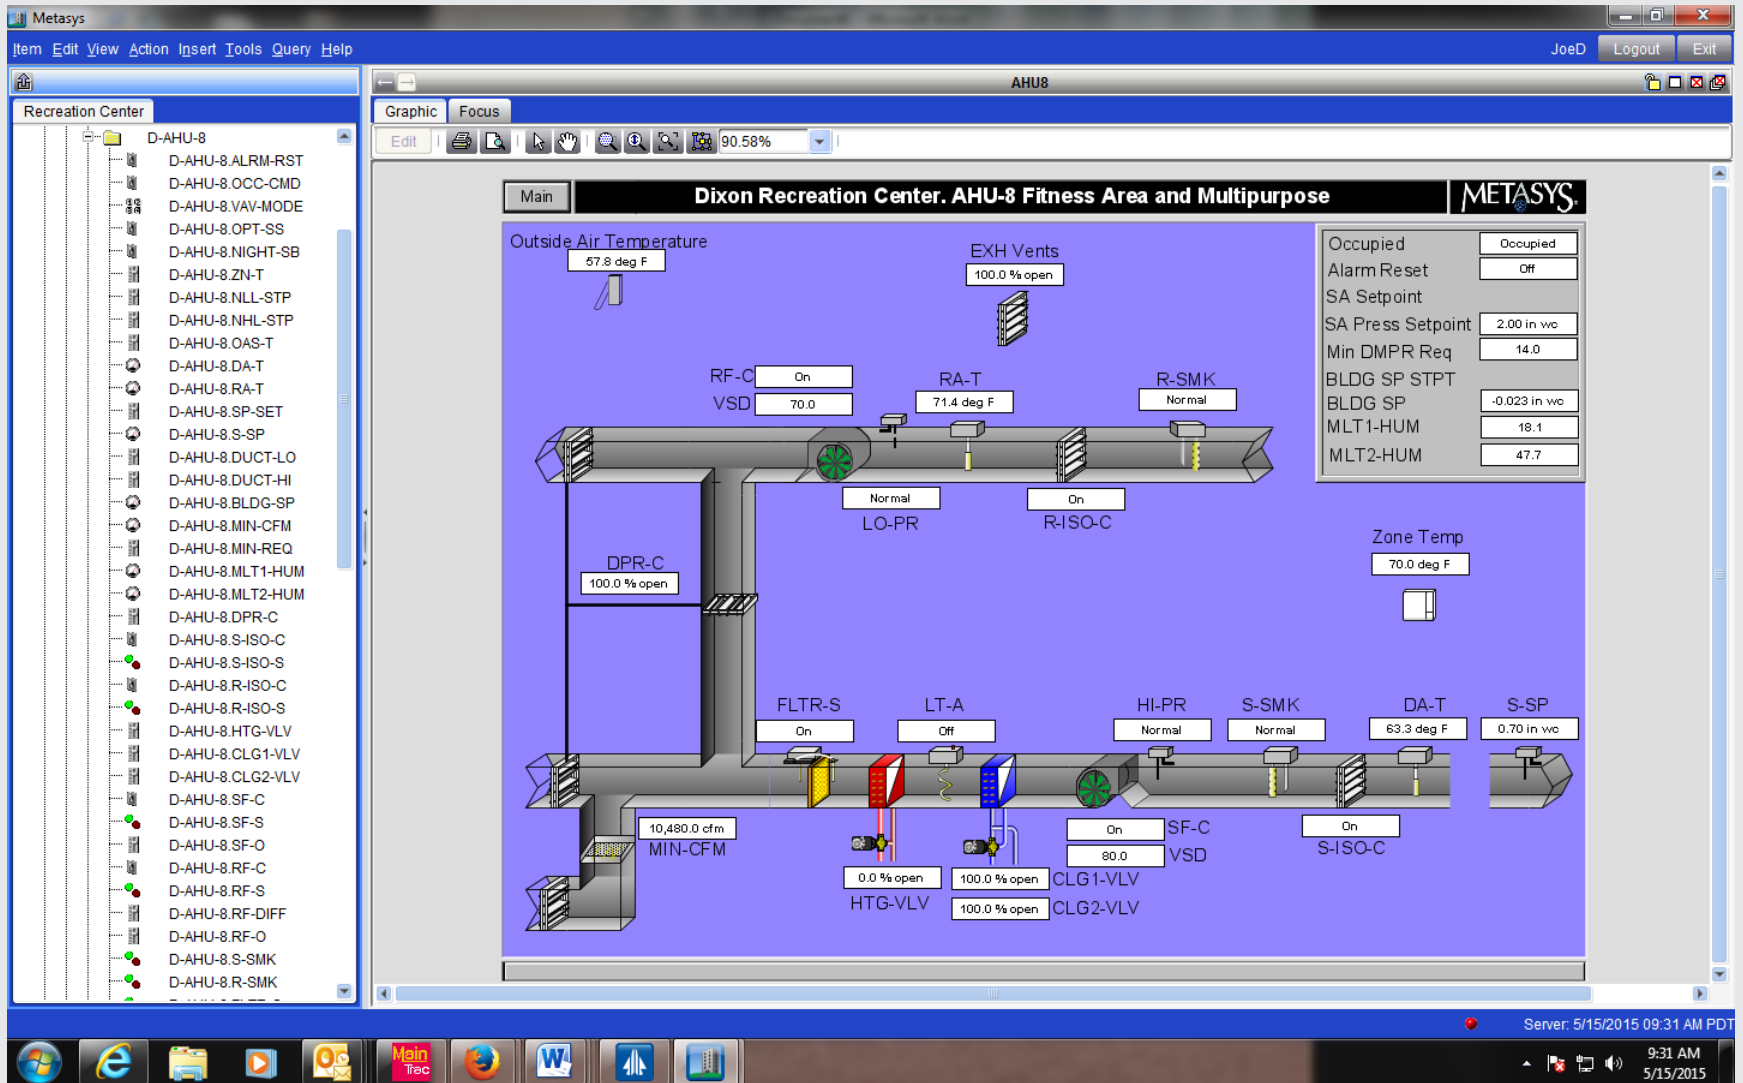 Metasys
Item Edit View Action Insert Tools Query Help
JoeD Logout Exit
AHU8
Recreation Center
Graphic Focus
Edit 90.58%
D-AHU-8
D-AHU-8.ALRM-RST
D-AHU-8.OCC-CMD
D-AHU-8.VAV-MODE
D-AHU-8.OPT-SS
D-AHU-8.NIGHT-SB
D-AHU-8.ZN-T
D-AHU-8.NLL-STP
D-AHU-8.NHL-STP
D-AHU-8.OAS-T
D-AHU-8.DA-T
D-AHU-8.RA-T
D-AHU-8.SP-SET
D-AHU-8.S-SP
D-AHU-8.DUCT-LO
D-AHU-8.DUCT-HI
D-AHU-8.BLDG-SP
D-AHU-8.MIN-CFM
D-AHU-8.MIN-REQ
D-AHU-8.MLT1-HUM
D-AHU-8.MLT2-HUM
D-AHU-8.DPR-C
D-AHU-8.S-ISO-C
D-AHU-8.S-ISO-S
D-AHU-8.R-ISO-C
D-AHU-8.R-ISO-S
D-AHU-8.HTG-VLV
D-AHU-8.CLG1-VLV
D-AHU-8.CLG2-VLV
D-AHU-8.SF-C
D-AHU-8.SF-S
D-AHU-8.SF-O
D-AHU-8.RF-C
D-AHU-8.RF-S
D-AHU-8.RF-DIFF
D-AHU-8.RF-O
D-AHU-8.S-SMK
D-AHU-8.R-SMK
Main
Dixon Recreation Center. AHU-8 Fitness Area and Multipurpose
METASYS
Outside Air Temperature
57.8 deg F
EXH Vents
100.0 % open
Occupied Occupied
Alarm Reset Off
SA Setpoint
SA Press Setpoint 2.00 in wc
Min DMPR Req 14.0
BLDG SP STPT
BLDG SP -0.023 in wc
MLT1-HUM 18.1
MLT2-HUM 47.7
RF-C On
VSD 70.0
RA-T
71.4 deg F
R-SMK
Normal
Normal
LO-PR
On
R-ISO-C
Zone Temp
70.0 deg F
DPR-C
100.0 % open
FLTR-S
On
LT-A
Off
HI-PR
Normal
S-SMK
Normal
DA-T
63.3 deg F
S-SP
0.70 in wc
10,480.0 cfm
MIN-CFM
On SF-C
80.0 VSD
On
S-ISO-C
0.0 % open
HTG-VLV
100.0 % open CLG1-VLV
100.0 % open CLG2-VLV
Server: 5/15/2015 09:31 AM PDT
Main
Trac
9:31 AM
5/15/2015